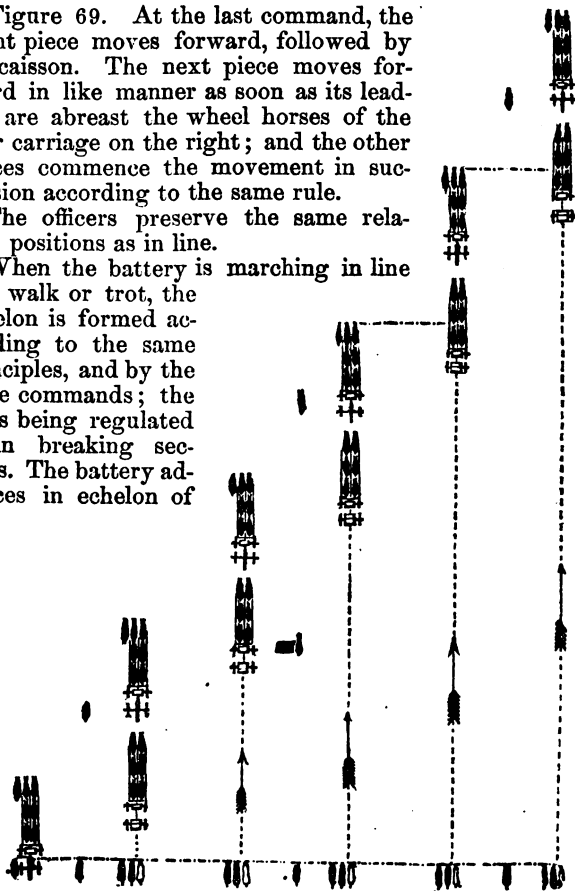 Figure 69. At the last command, the
nt piece moves forward, followed by
caisson. The next piece moves for-
rd in like manner as soon as its lead-
are abreast the wheel horses of the
r carriage on the right; and the other
ces commence the movement in suc-
sion according to the same rule.
The officers preserve the same rela-
positions as in line.
When the battery is marching in line
walk or trot, the
elon is formed ac-
ding to the same
nciples, and by the
e commands; the
s being regulated
in breaking sec-
s. The battery ad-
ces in echelon of